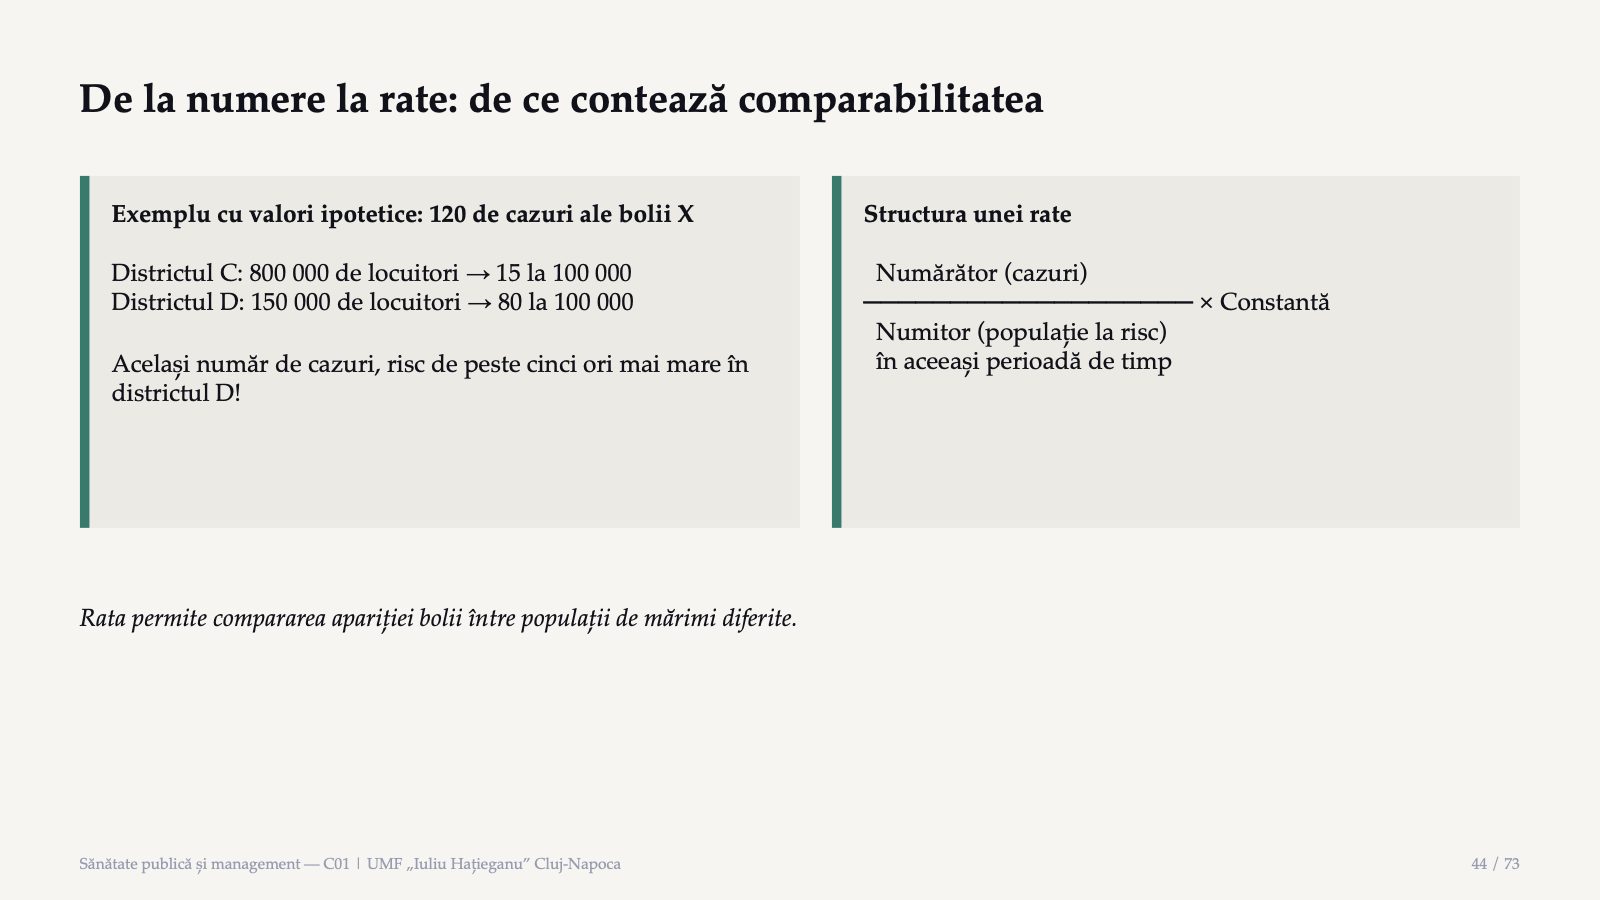 De la numere la rate: de ce contează comparabilitatea
Exemplu cu valori ipotetice: 120 de cazuri ale bolii X
Districtul C: 800 000 de locuitori → 15 la 100 000
Districtul D: 150 000 de locuitori → 80 la 100 000
Același număr de cazuri, risc de peste cinci ori mai mare în
districtul D!
Structura unei rate
Numărător (cazuri)
× Constantă
Numitor (populație la risc)
în aceeași perioadă de timp
Rata permite compararea apariției bolii între populații de mărimi diferite.
Sănătate publică și management — C01 | UMF „Iuliu Hațieganu” Cluj-Napoca
44 / 73